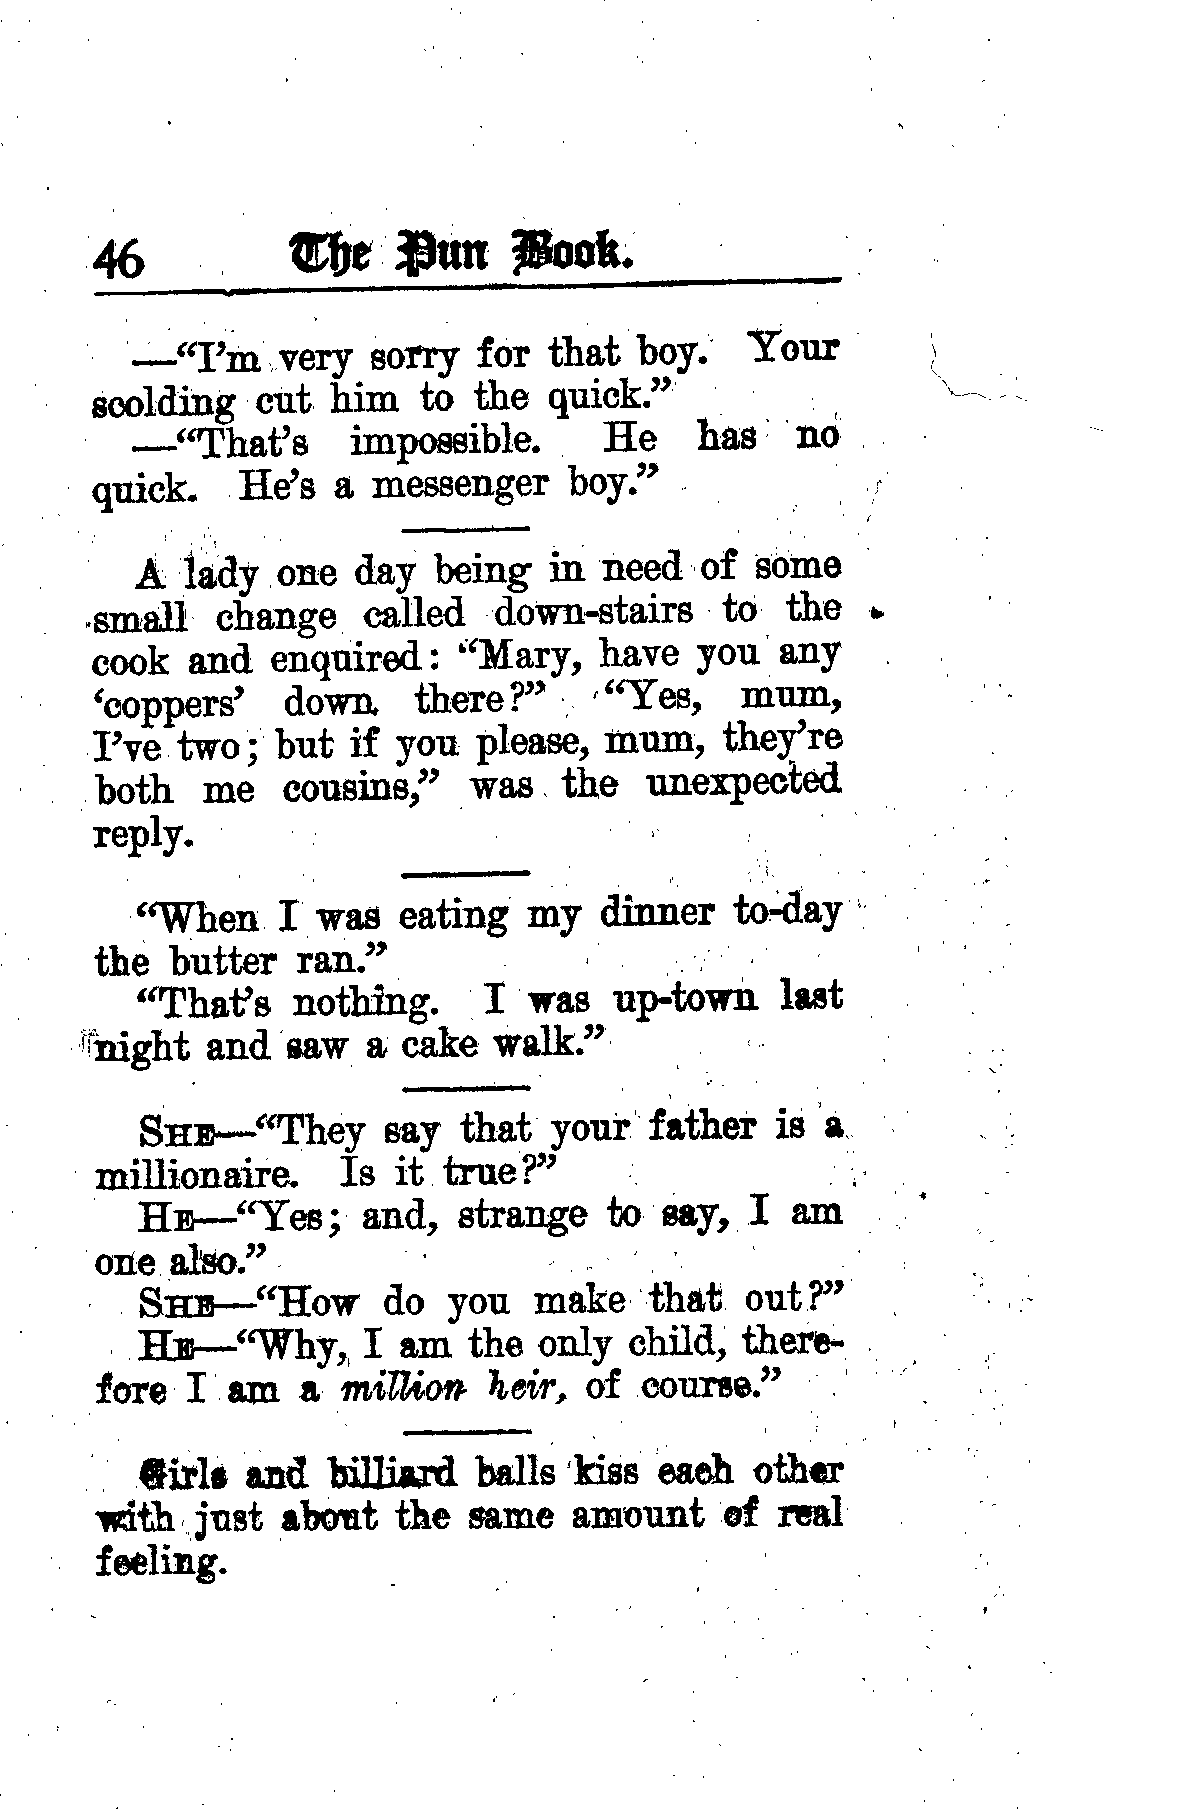 46 The Pun Book.
—“I’m very sorry for that boy. Your
scolding cut him to the quick.”
—“That’s impossible. He has no
quick. He’s a messenger boy.”
A lady one day being in need of some
small change called down-stairs to the
cook and enquired: “Mary, have you any
‘coppers’ down there?” “Yes, mum,
I’ve two; but if you please, mum, they’re
both me cousins,” was the unexpected
reply.
“When I was eating my dinner to-day
the butter ran.”
“That’s nothing. I was up-town last
night and saw a cake walk.”
SHE—“They say that your father is a
millionaire. Is it true?”
HE—“Yes; and, strange to say, I am
one also.”
SHE—“How do you make that out?”
HE—“Why, I am the only child, there-
fore I am a million heir, of course.”
Girls and billiard balls kiss each other
with just about the same amount of real
feeling.